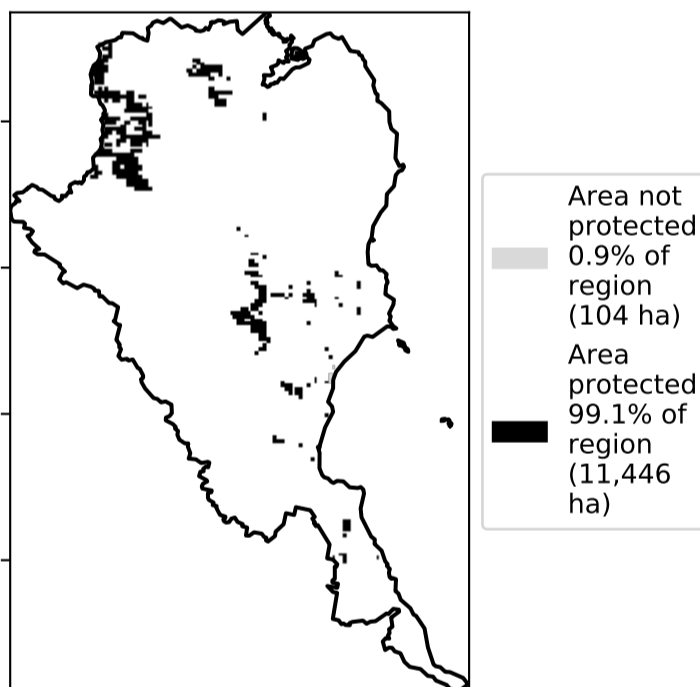 Area not
protected
0.9% of
region
(104 ha)
Area
protected
99.1% of
region
(11,446
ha)